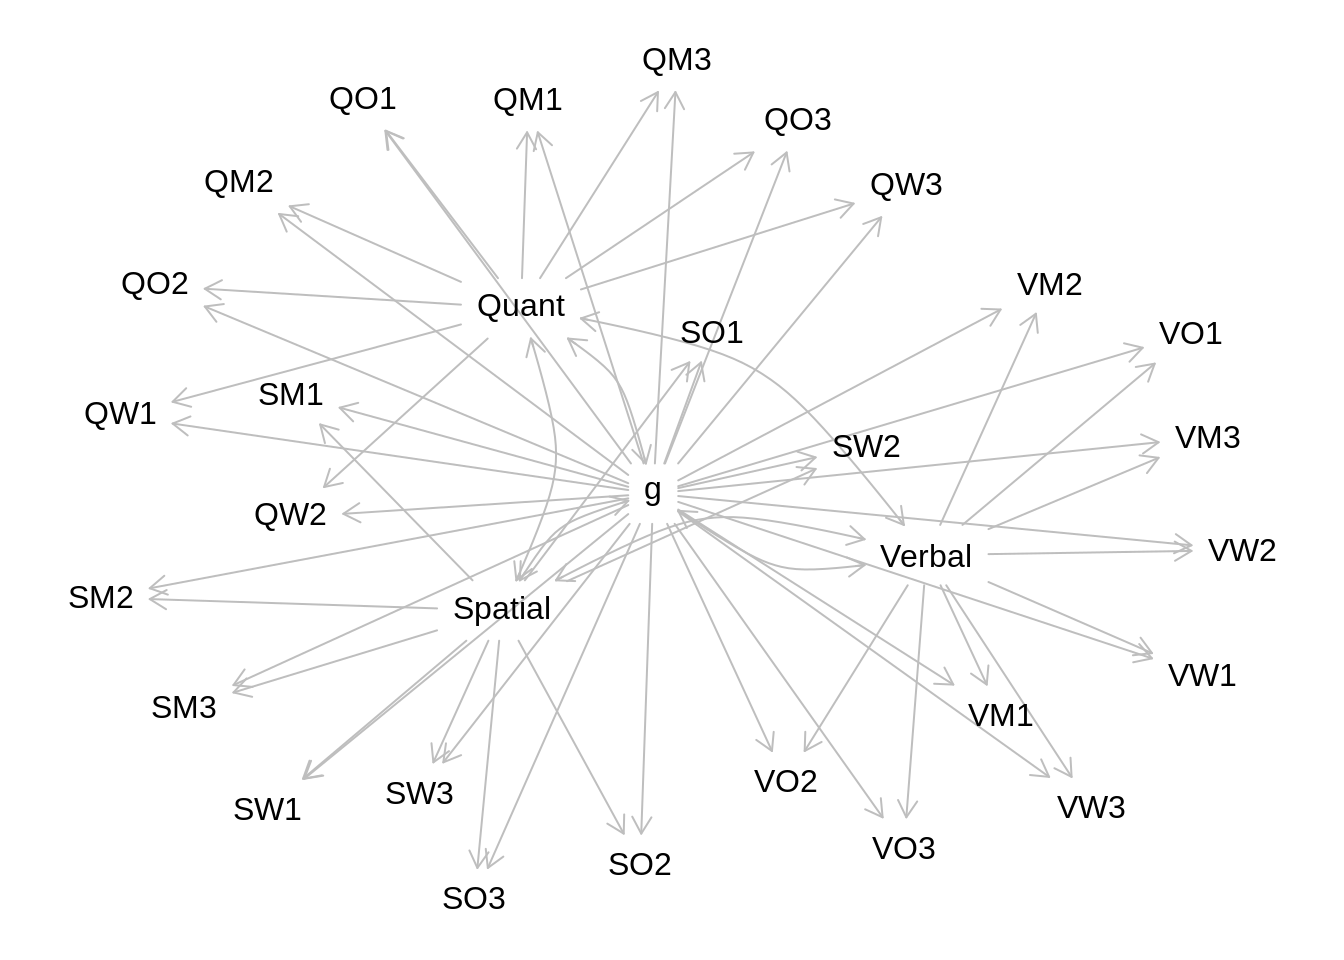 QM3
QO1
QM1
QO3
QM2
QW3
QO2
VM2
Quant
SO1
VO1
SM1
QW1
VM3
SW2
g
QW2
VW2
Verbal
SM2
Spatial
VW1
SM3
VM1
VO2
SW3
VW3
SW1
VO3
SO2
SO3